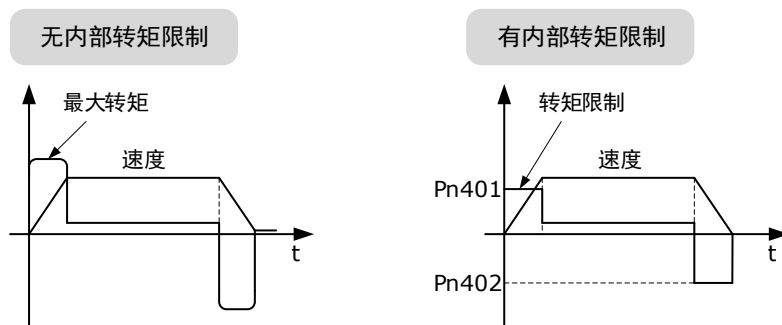 无内部转矩限制
最大转矩
速度
t
有内部转矩限制
转矩限制
速度
Pn401
t
Pn402